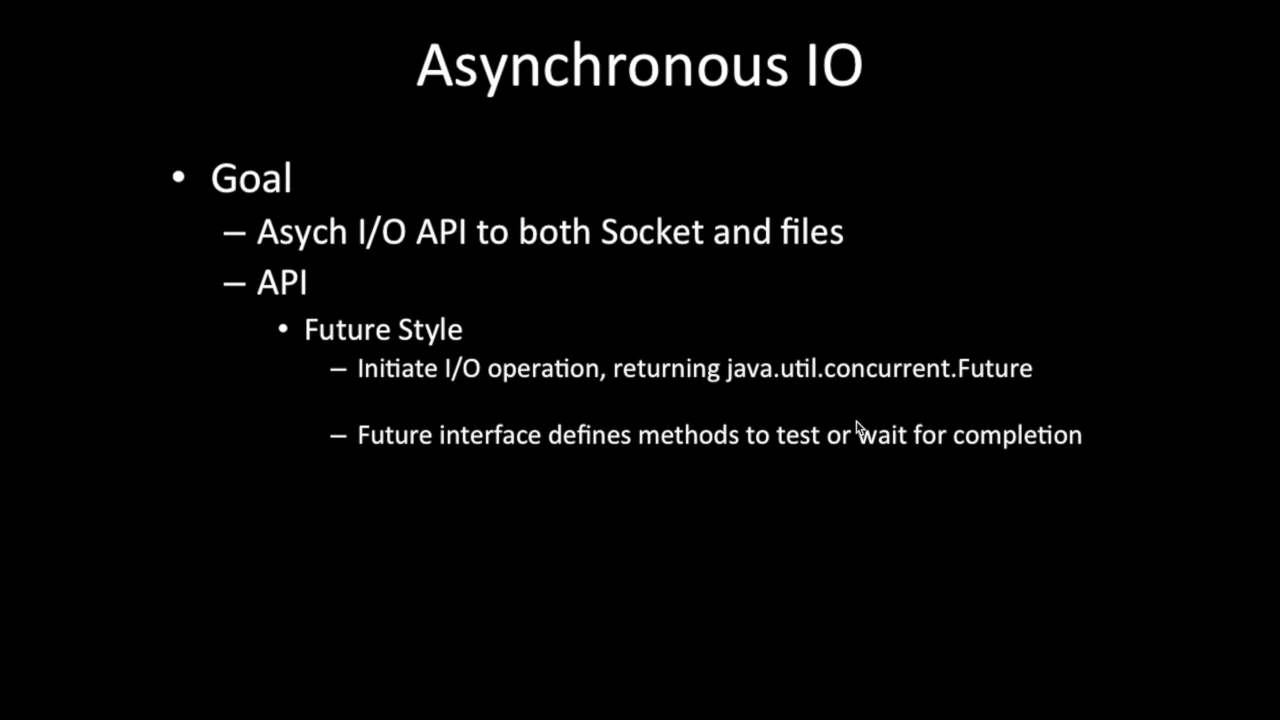 Asynchronous IO
• Goal
– Asych I/O API to both Socket and files
– API
• Future Style
– Initiate I/O operation, returning java.util.concurrent.Future
– Future interface defines methods to test or wait for completion